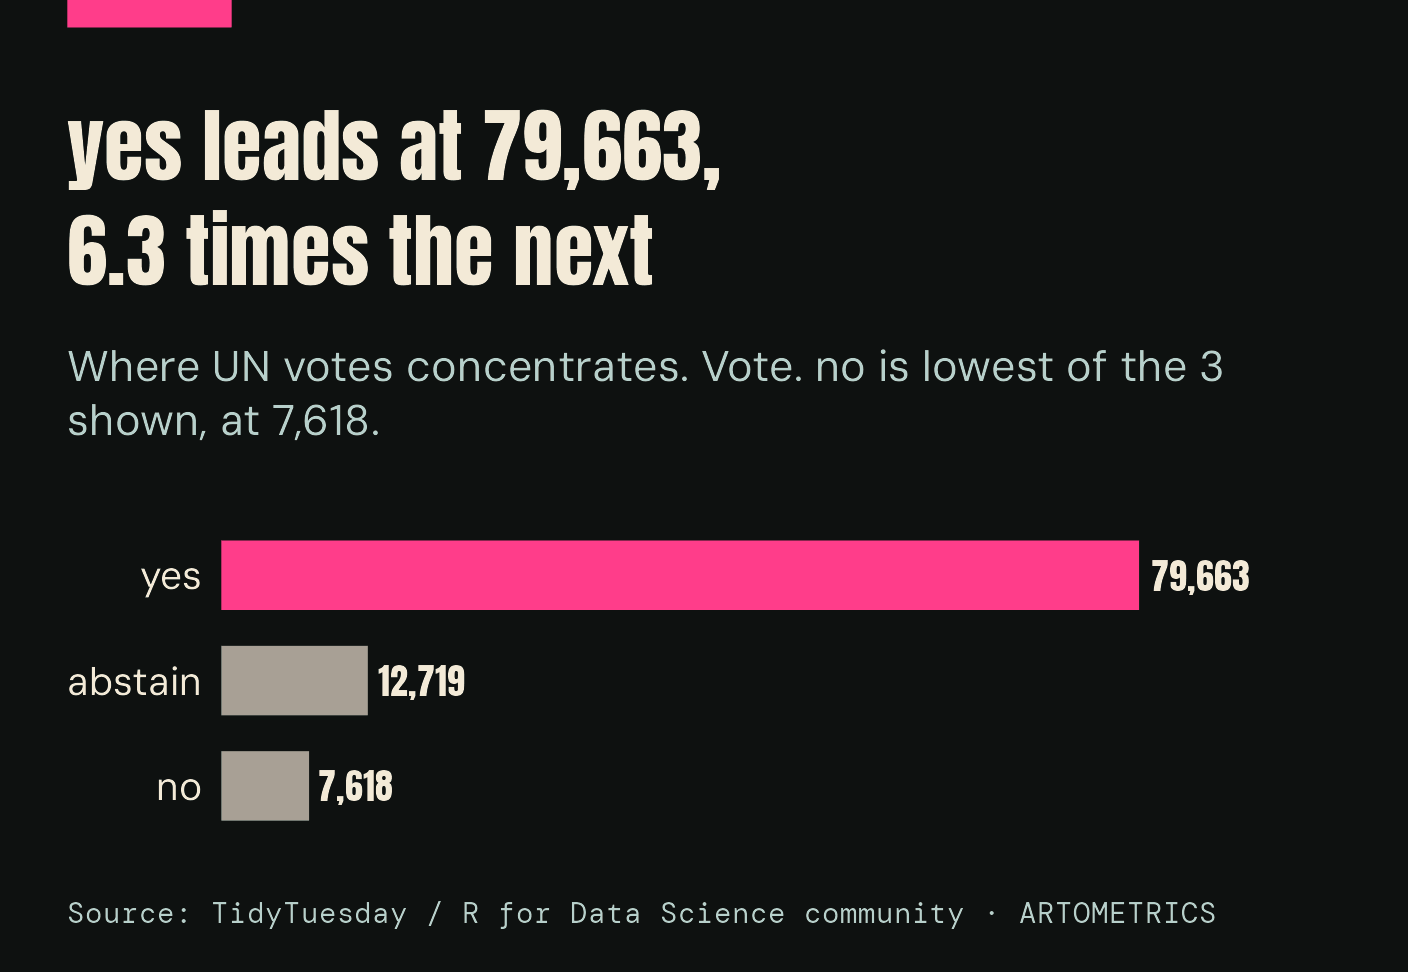 yes leads at 79,663,
6.3 times the next
Where UN votes concentrates. Vote. no is lowest of the 3
shown, at 7,618.
yes 79,663
abstain 12,719
no 7,618
Source: TidyTuesday / R for Data Science community · ARTOMETRICS